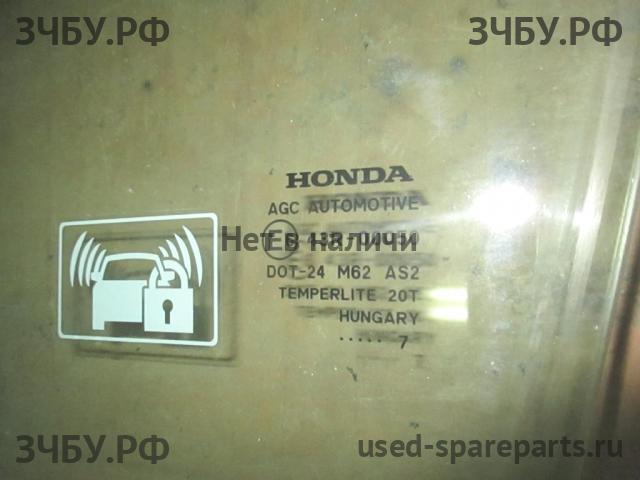 ЗЧБУ.РФ ЗЧБУ.РФ
HONDA
AGC AUTOMOTIVE
Нет в наличи
DOT-24 M62 AS2
TEMPERLITE 20T
HUNGARY
..... 7
ЗЧБУ.РФ used-spareparts.ru